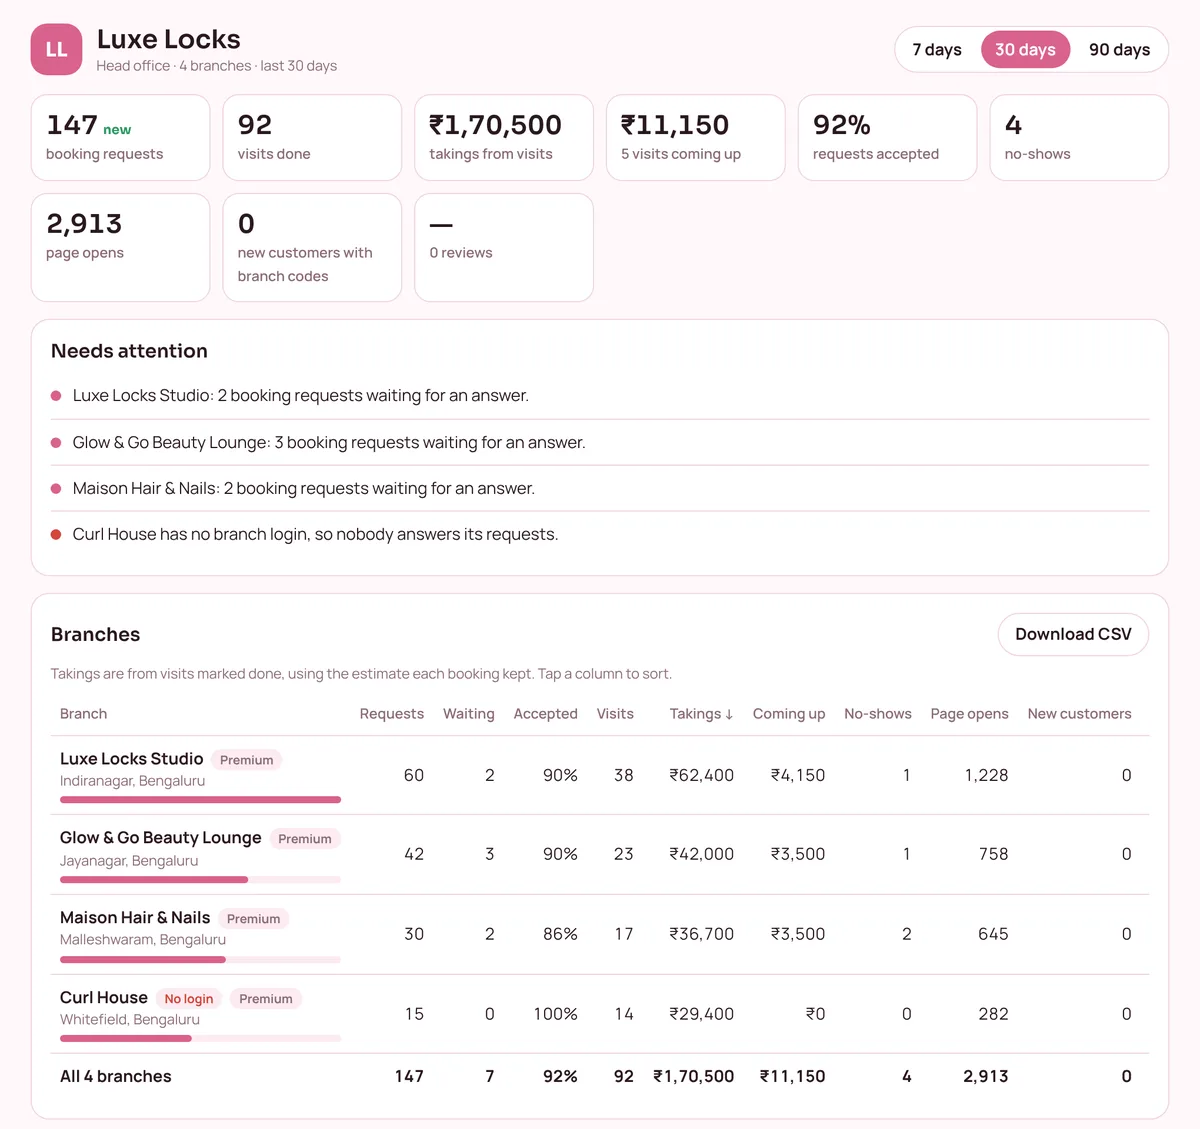 LL
Luxe Locks
Head office · 4 branches · last 30 days
7 days 30 days 90 days
147 new
booking requests
92
visits done
₹1,70,500
takings from visits
₹11,150
5 visits coming up
92%
requests accepted
4
no-shows
2,913
page opens
0
new customers with
branch codes
—
0 reviews
Needs attention
Luxe Locks Studio: 2 booking requests waiting for an answer.
Glow & Go Beauty Lounge: 3 booking requests waiting for an answer.
Maison Hair & Nails: 2 booking requests waiting for an answer.
Curl House has no branch login, so nobody answers its requests.
Branches
Download CSV
Takings are from visits marked done, using the estimate each booking kept. Tap a column to sort.
Branch Requests Waiting Accepted Visits Takings ↓ Coming up No-shows Page opens New customers
Luxe Locks Studio Premium
Indiranagar, Bengaluru
60 2 90% 38 ₹62,400 ₹4,150 1 1,228 0
Glow & Go Beauty Lounge Premium
Jayanagar, Bengaluru
42 3 90% 23 ₹42,000 ₹3,500 1 758 0
Maison Hair & Nails Premium
Malleshwaram, Bengaluru
30 2 86% 17 ₹36,700 ₹3,500 2 645 0
Curl House No login Premium
Whitefield, Bengaluru
15 0 100% 14 ₹29,400 ₹0 0 282 0
All 4 branches 147 7 92% 92 ₹1,70,500 ₹11,150 4 2,913 0